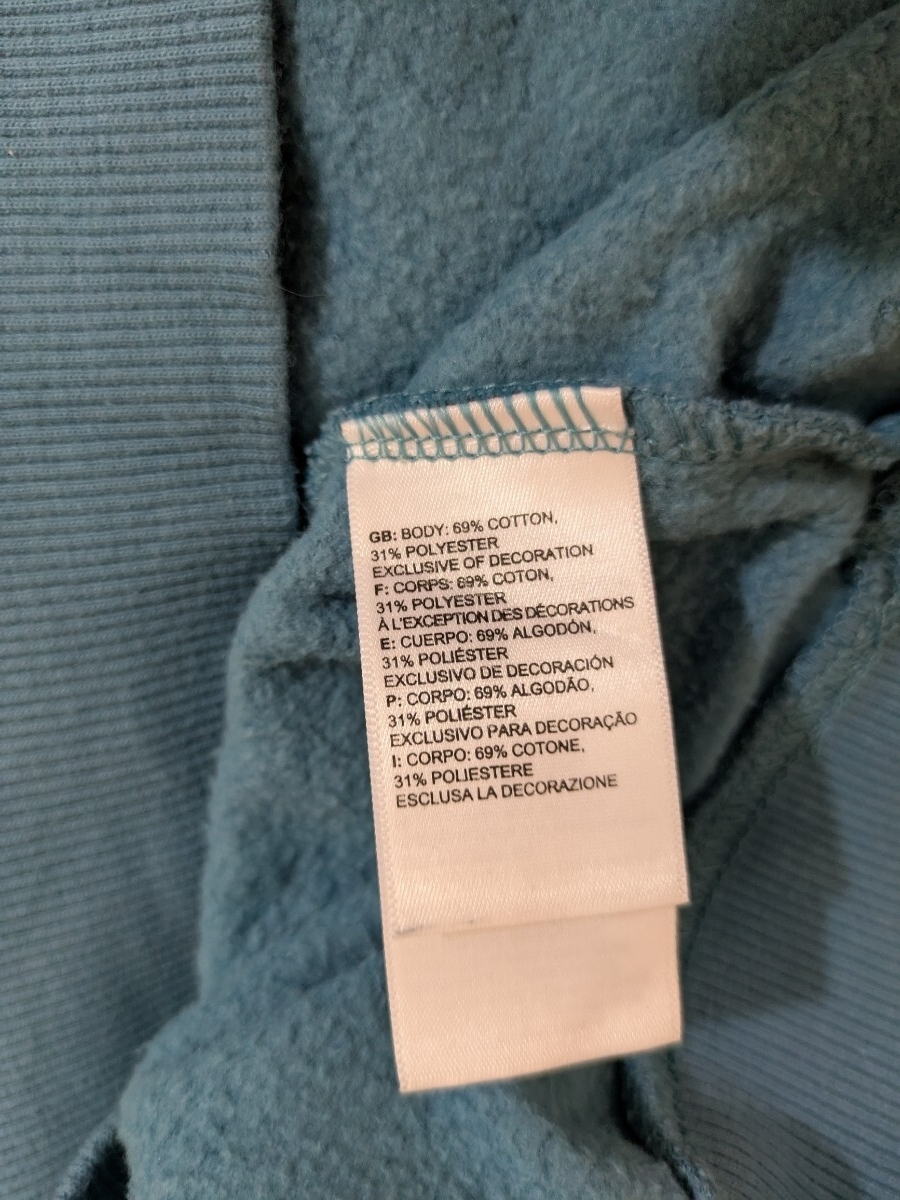 GB: BODY: 69% COTTON,
31% POLYESTER
EXCLUSIVE OF DECORATION
F: CORPS: 69% COTON,
31% POLYESTER
À L'EXCEPTION DES DÉCORATIONS
E: CUERPO: 69% ALGODÓN,
31% POLIÉSTER
EXCLUSIVO DE DECORACIÓN
P: CORPO: 69% ALGODÃO,
31% POLIÉSTER
EXCLUSIVO PARA DECORAÇÃO
I: CORPO: 69% COTONE,
31% POLIESTERE
ESCLUSA LA DECORAZIONE